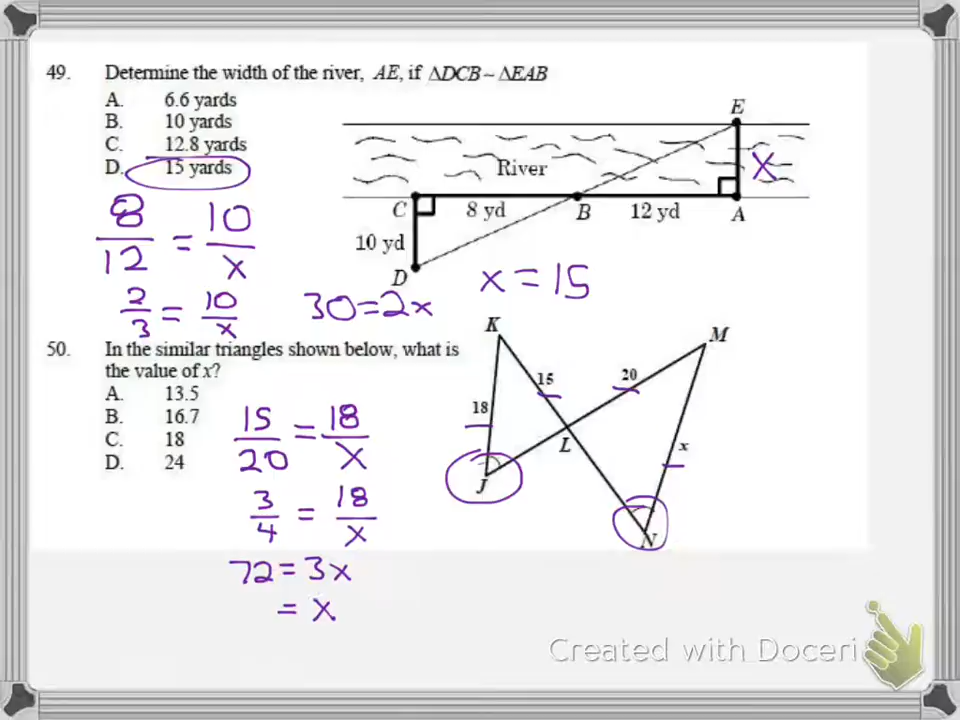 49. Determine the width of the river, AE, if ΔDCB ~ ΔEAB
A. 6.6 yards
B. 10 yards
C. 12.8 yards
D. 15 yards
E
River
x
C 8 yd B 12 yd A
10 yd
D
8/12 = 10/x
2/3 = 10/x
30=2x
x=15
50. In the similar triangles shown below, what is
the value of x?
A. 13.5
B. 16.7
C. 18
D. 24
K
M
15
20
18
L
x
J
N
15/20 = 18/x
3/4 = 18/x
72=3x
= x
Created with Doceri